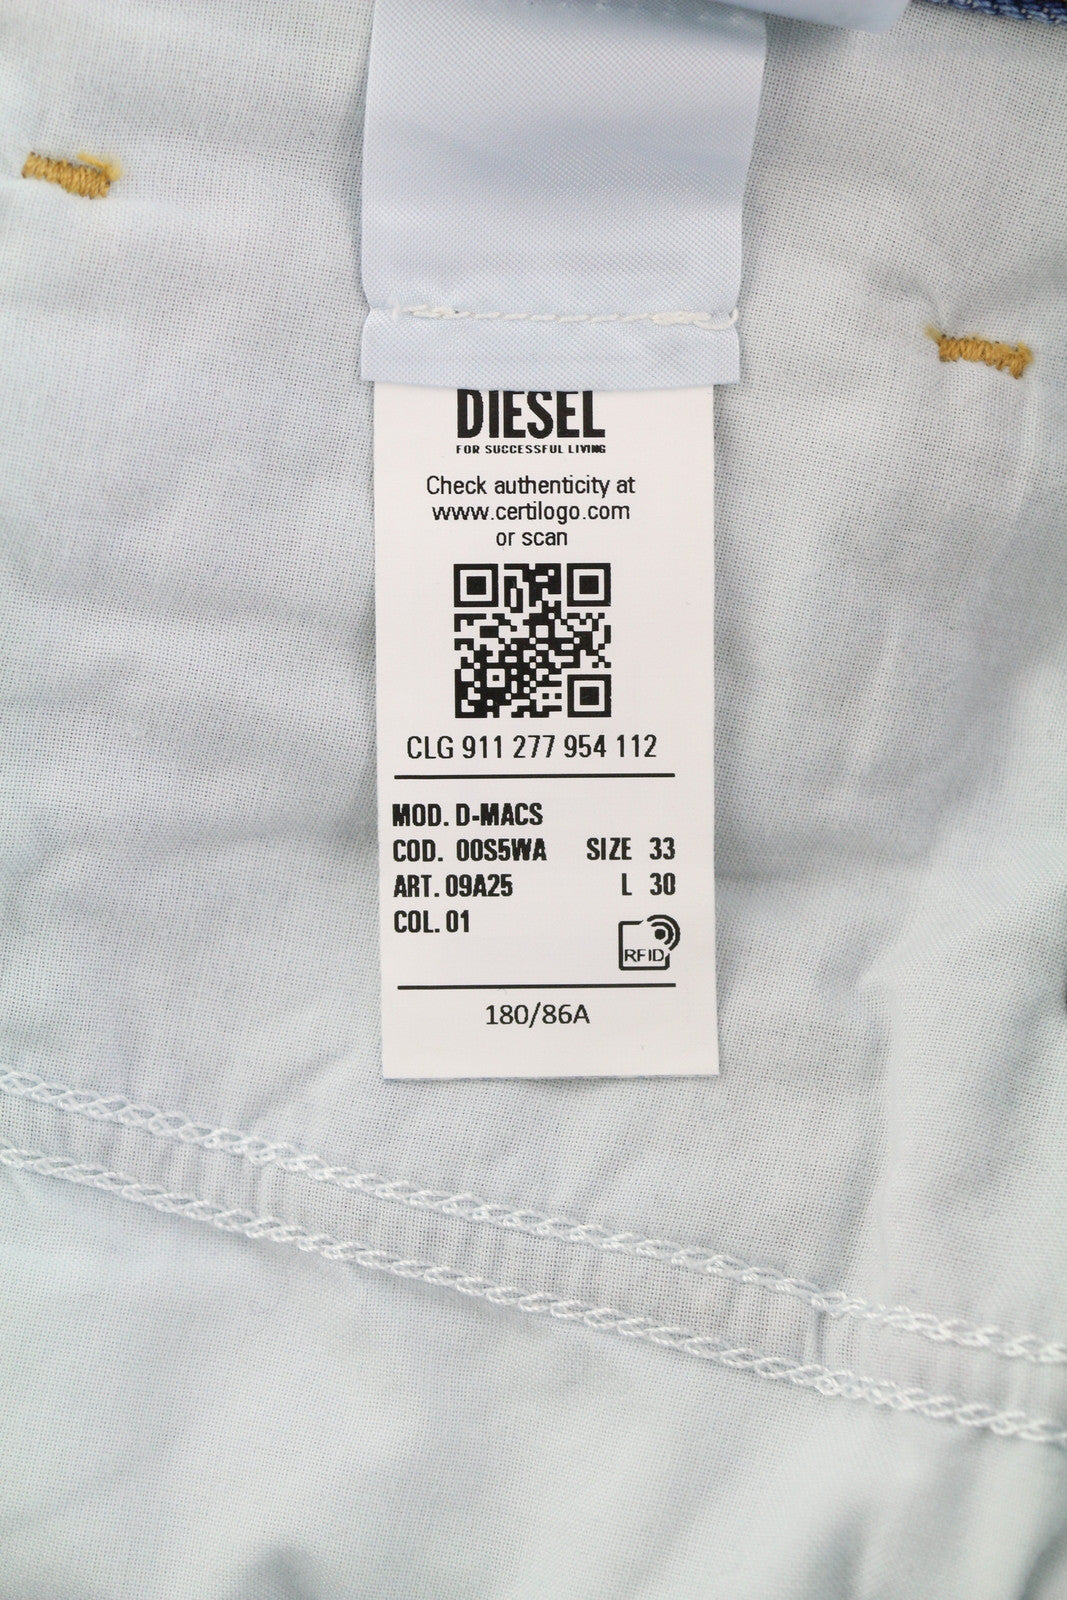 DIESEL
FOR SUCCESSFUL LIVING
Check authenticity at
www.certilogo.com
or scan
CLG 911 277 954 112
MOD. D-MACS
COD. 00S5WA SIZE 33
ART. 09A25 L 30
COL. 01
RFID
180/86A